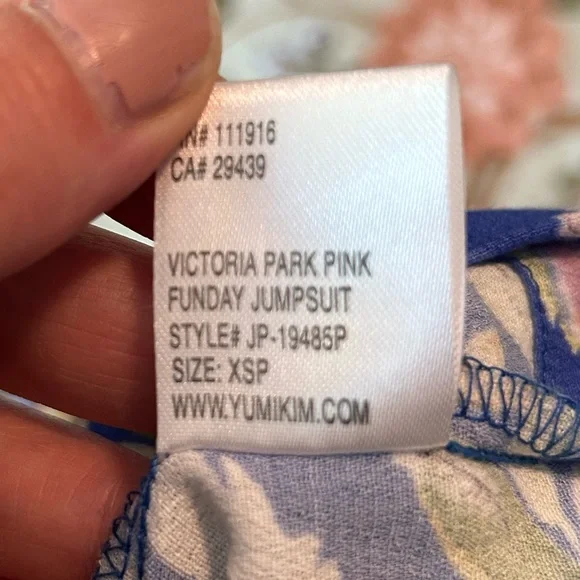 # 111916
CA# 29439
VICTORIA PARK PINK
FUNDAY JUMPSUIT
STYLE# JP-19485P
SIZE: XSP
WWW.YUMIKIM.COM